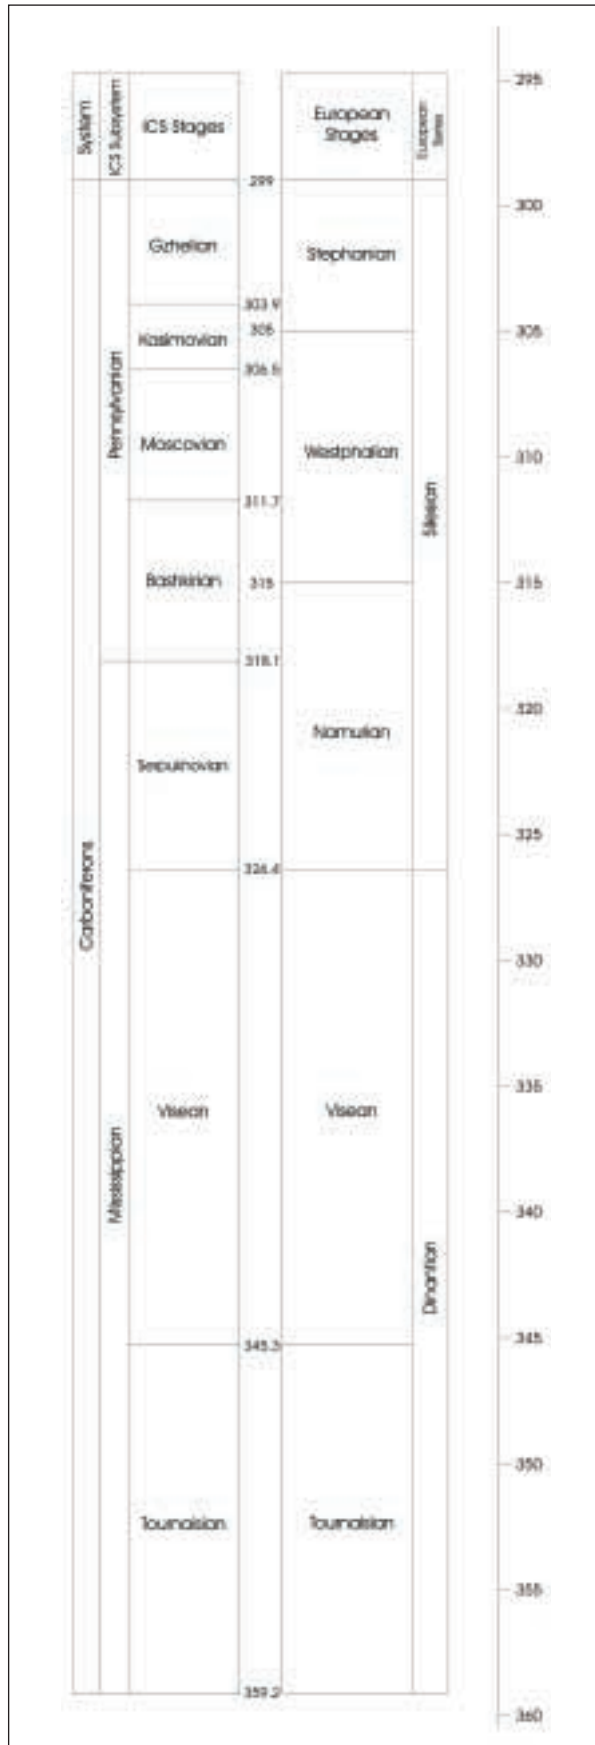 System
ICS Subsystem
ICS Stages
European
Stages
European
Series
295
299
300
Gzhelian
Stephanian
303.9
305
305
Kasimovian
306.5
Pennsylvanian
Moscovian
Westphalian
310
311.7
Silesian
Bashkirian
315
315
318.1
320
Namurian
Serpukhovian
325
326.4
Carboniferous
330
335
Visean
Visean
Mississippian
340
Dinantian
345
345.3
350
Tournaisian
Tournaisian
355
359.2
360